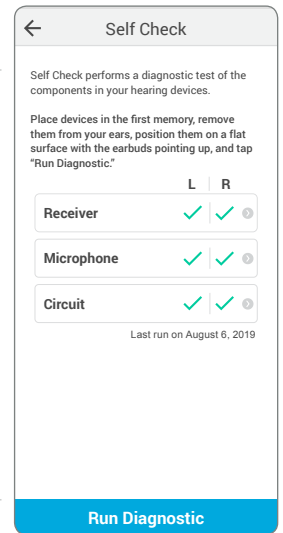 Self Check
Self Check performs a diagnostic test of the
components in your hearing devices.
Place devices in the first memory, remove
them from your ears, position them on a flat
surface with the earbuds pointing up, and tap
“Run Diagnostic.”
L R
Receiver
Microphone
Circuit
Last run on August 6, 2019
Run Diagnostic